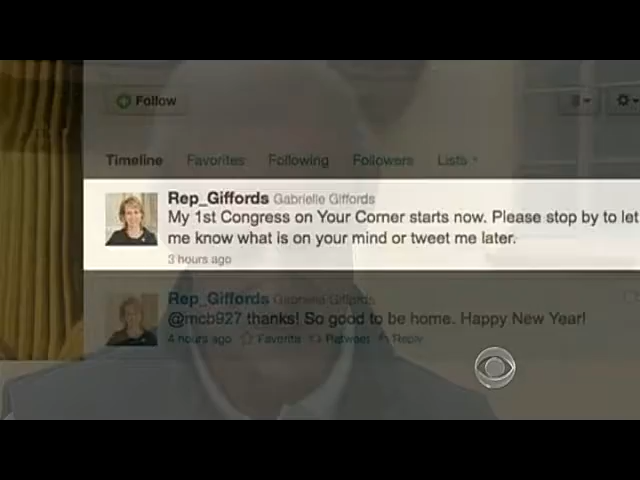 Follow
Timeline Favorites Following Followers Lists
Rep_Giffords Gabrielle Giffords
My 1st Congress on Your Corner starts now. Please stop by to let
me know what is on your mind or tweet me later.
3 hours ago
Rep_Giffords Gabrielle Giffords
@mcb927 thanks! So good to be home. Happy New Year!
4 hours ago Favorite Retweet Reply